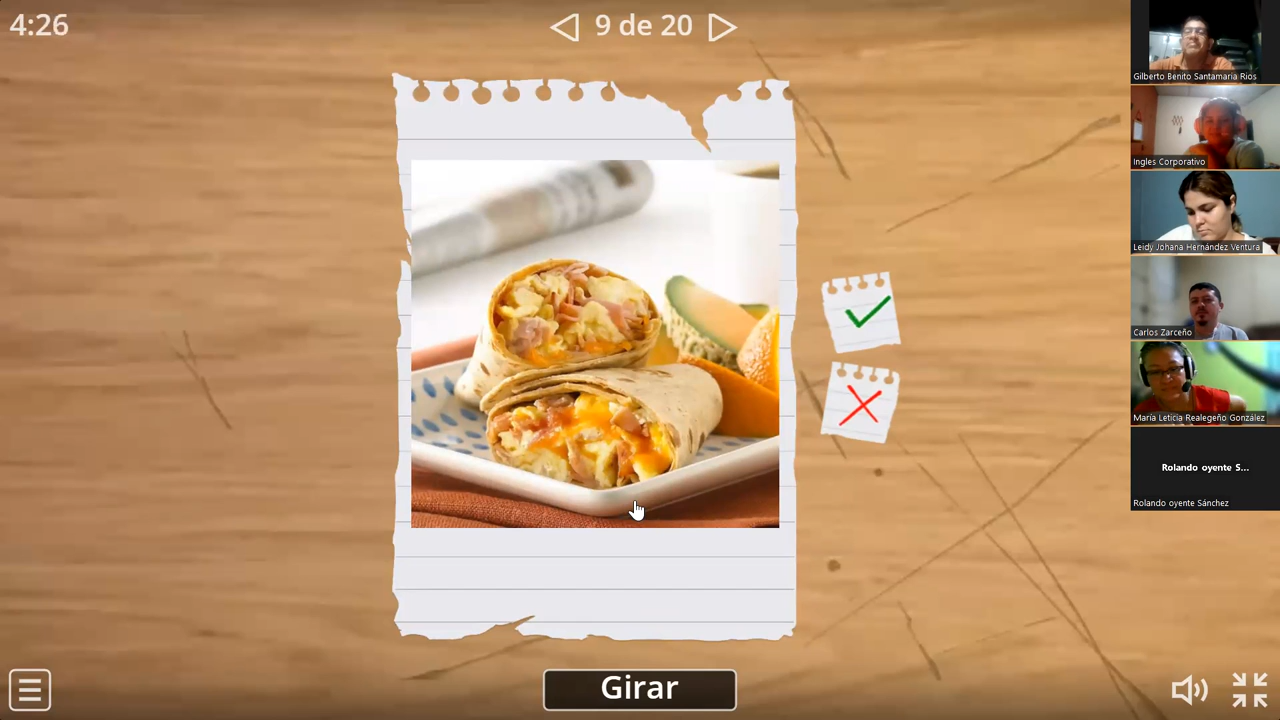 4:26
9 de 20
Girar
Gilberto Benito Santamaria Rios
Ingles Corporativo
Leidy Johana Hernández Ventura
Carlos Zarceño
María Leticia Realegeño González
Rolando oyente S...
Rolando oyente Sánchez